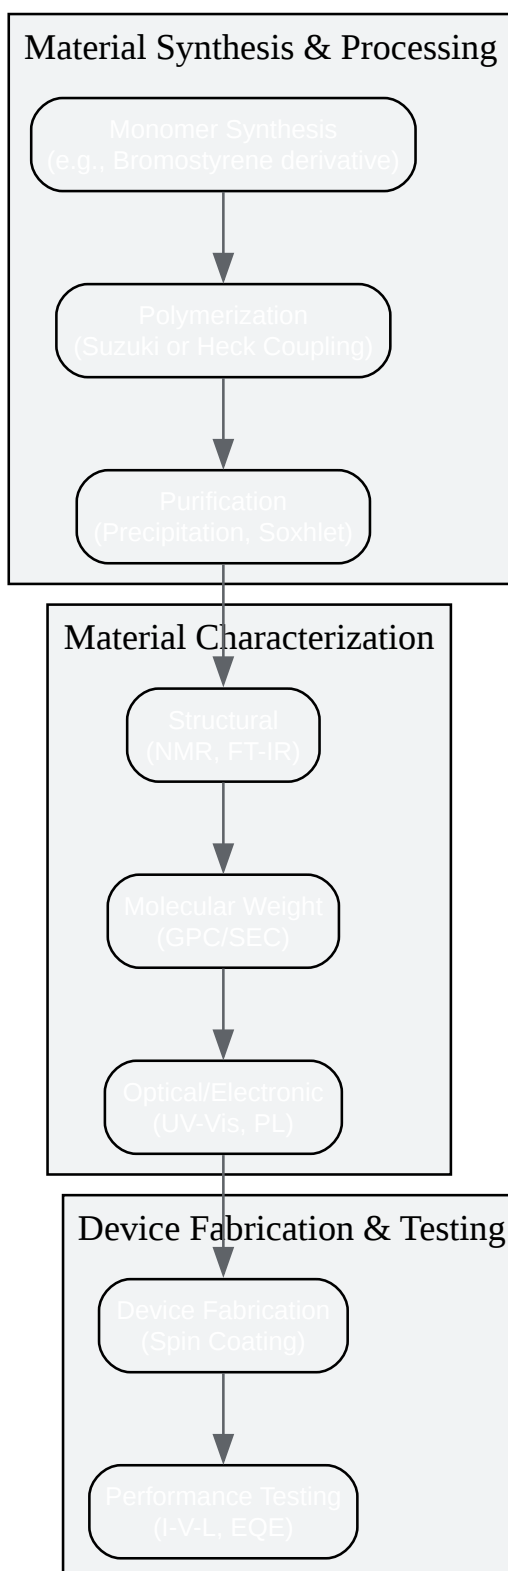 Material Synthesis & Processing
Monomer Synthesis
(e.g., Bromostyrene derivative)
Polymerization
(Suzuki or Heck Coupling)
Purification
(Precipitation, Soxhlet)
Material Characterization
Structural
(NMR, FT-IR)
Molecular Weight
(GPC/SEC)
Optical/Electronic
(UV-Vis, PL)
Device Fabrication & Testing
Device Fabrication
(Spin Coating)
Performance Testing
(I-V-L, EQE)